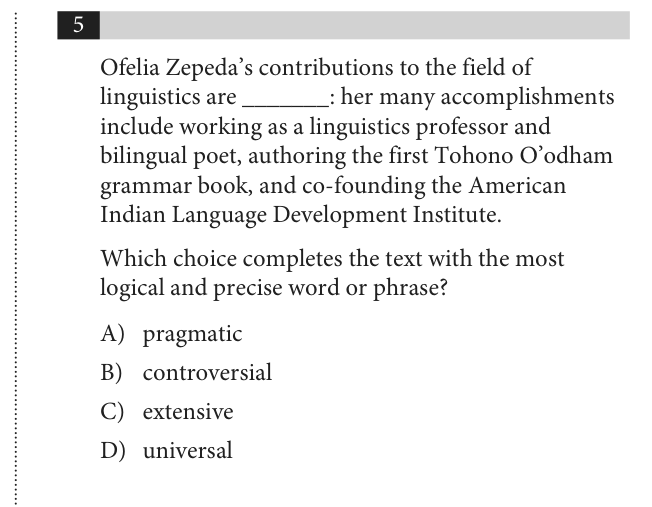 5
Ofelia Zepeda’s contributions to the field of
linguistics are _______: her many accomplishments
include working as a linguistics professor and
bilingual poet, authoring the first Tohono O’odham
grammar book, and co-founding the American
Indian Language Development Institute.
Which choice completes the text with the most
logical and precise word or phrase?
A) pragmatic
B) controversial
C) extensive
D) universal